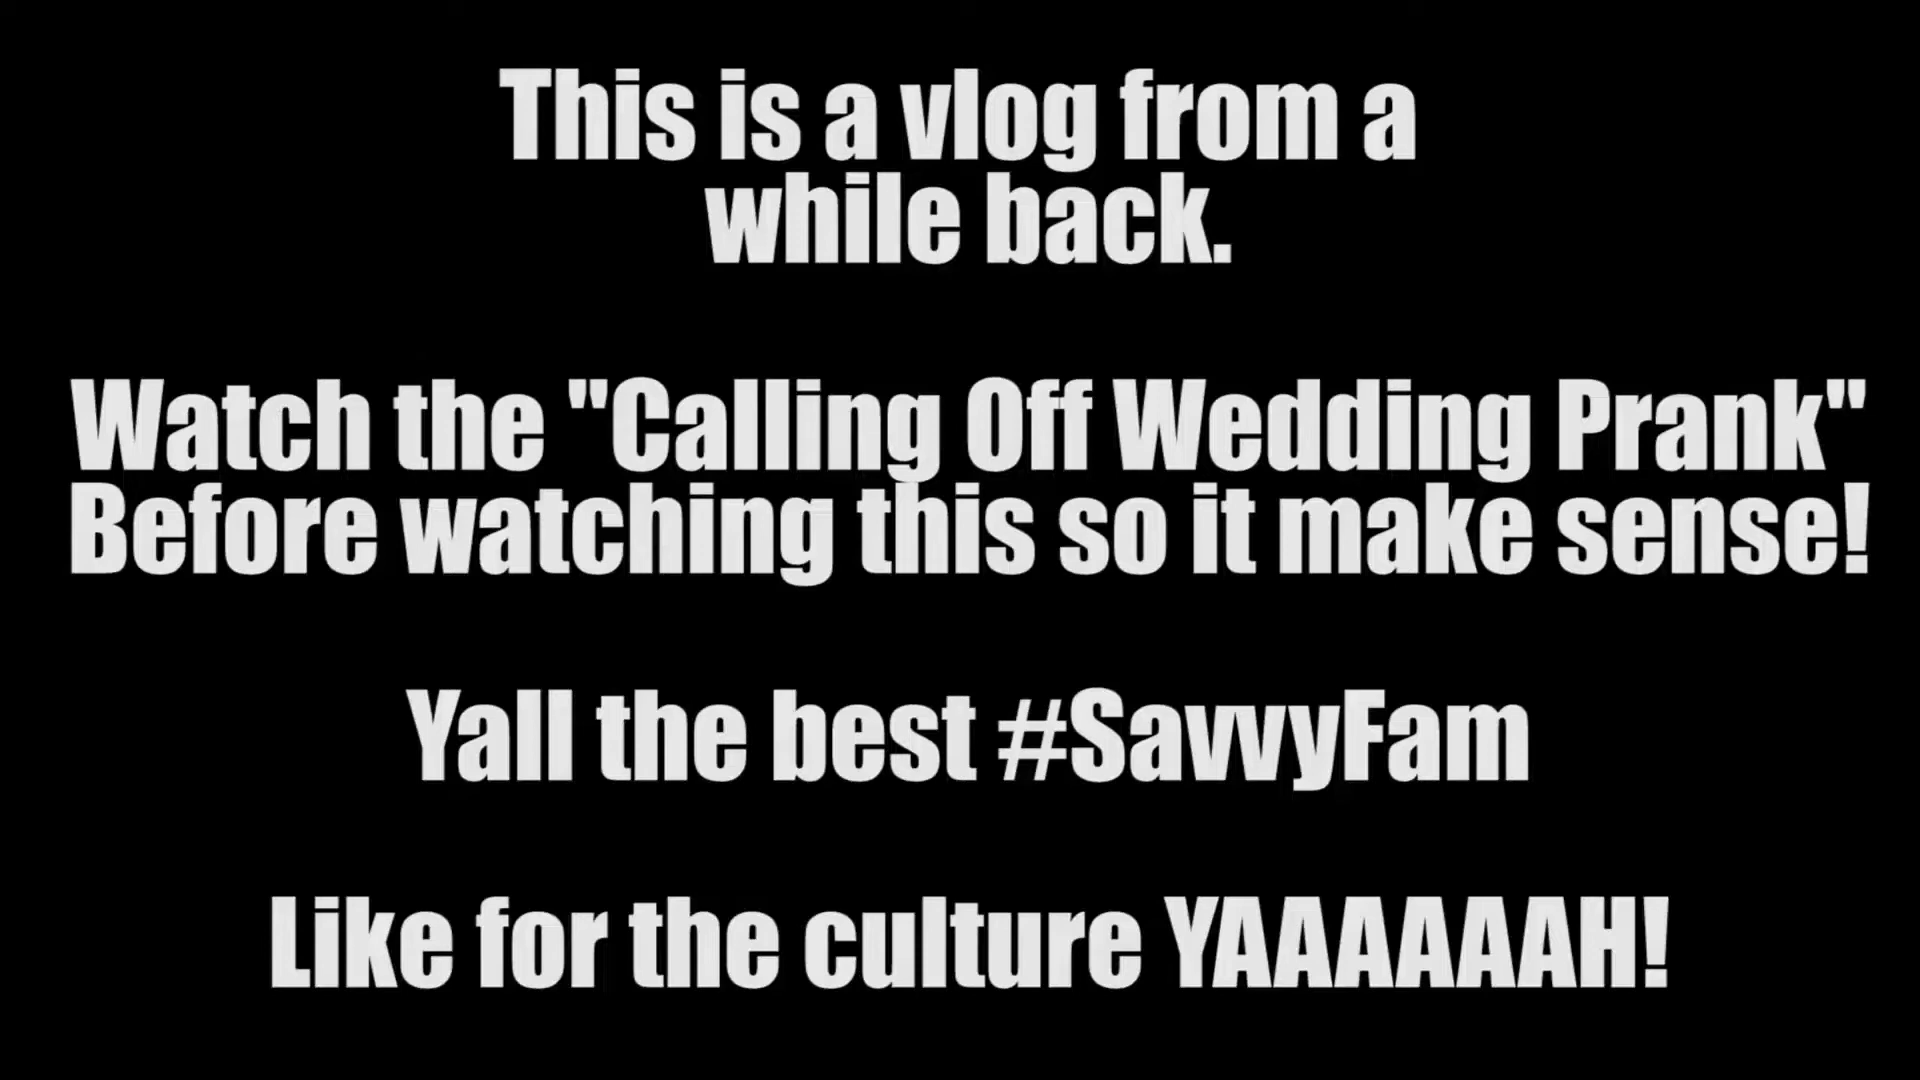 This is a vlog from a
while back.
Watch the "Calling Off Wedding Prank"
Before watching this so it make sense!
Yall the best #SavvyFam
Like for the culture YAAAAAAH!